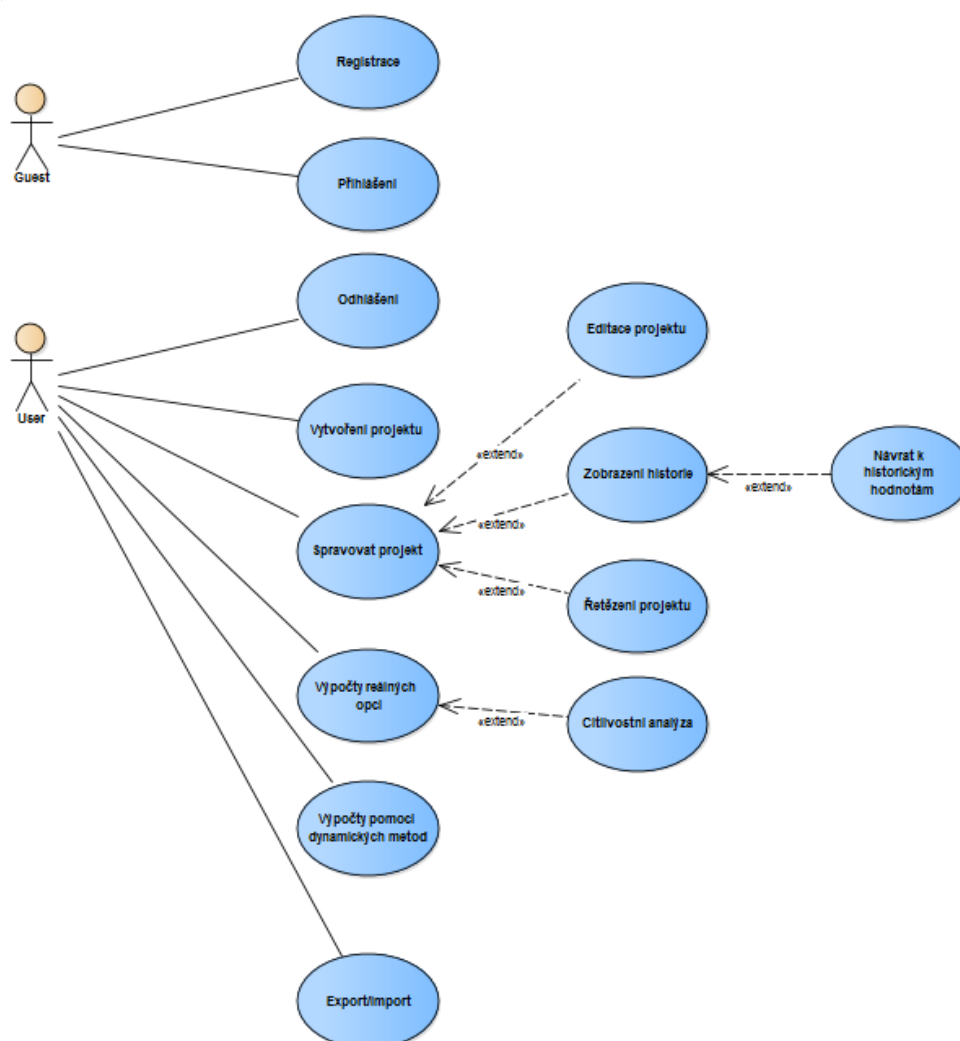 Registrace
Guest
Přihlášení
Odhlášení
Editace projektu
User
Vytvoření projektu
«extend»
Zobrazení historie
«extend»
Návrat k
historickým
hodnotám
«extend»
Spravovat projekt
«extend»
Řetězení projektu
Výpočty reálných
opcí
«extend»
Citlivostní analýza
Výpočty pomocí
dynamických metod
Export/import